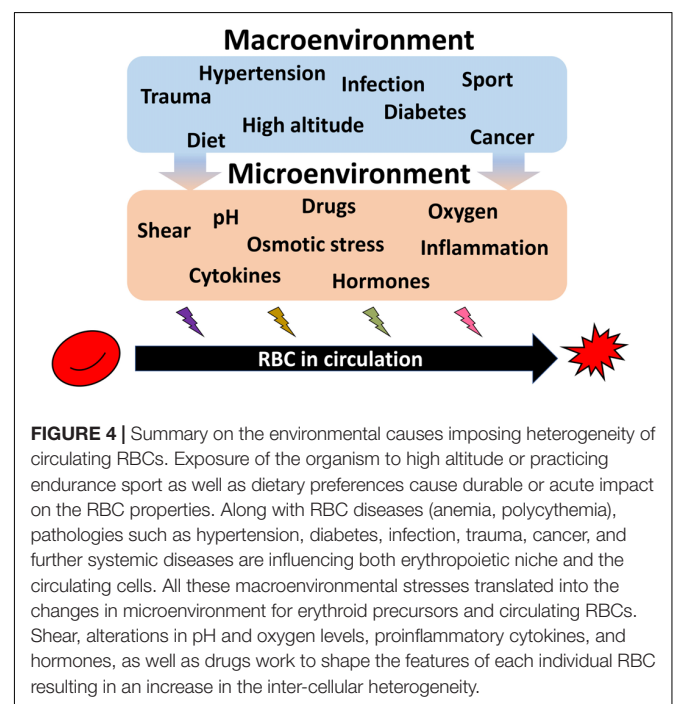 Macroenvironment
Hypertension Infection Sport
Trauma
Diabetes
High altitude
Diet Cancer
Microenvironment
Drugs Oxygen
pH
Shear
Osmotic stress Inflammation
Cytokines Hormones
RBC in circulation
FIGURE 4 | Summary on the environmental causes imposing heterogeneity of
circulating RBCs. Exposure of the organism to high altitude or practicing
endurance sport as well as dietary preferences cause durable or acute impact
on the RBC properties. Along with RBC diseases (anemia, polycythemia),
pathologies such as hypertension, diabetes, infection, trauma, cancer, and
further systemic diseases are influencing both erythropoietic niche and the
circulating cells. All these macroenvironmental stresses translated into the
changes in microenvironment for erythroid precursors and circulating RBCs.
Shear, alterations in pH and oxygen levels, proinflammatory cytokines, and
hormones, as well as drugs work to shape the features of each individual RBC
resulting in an increase in the inter-cellular heterogeneity.